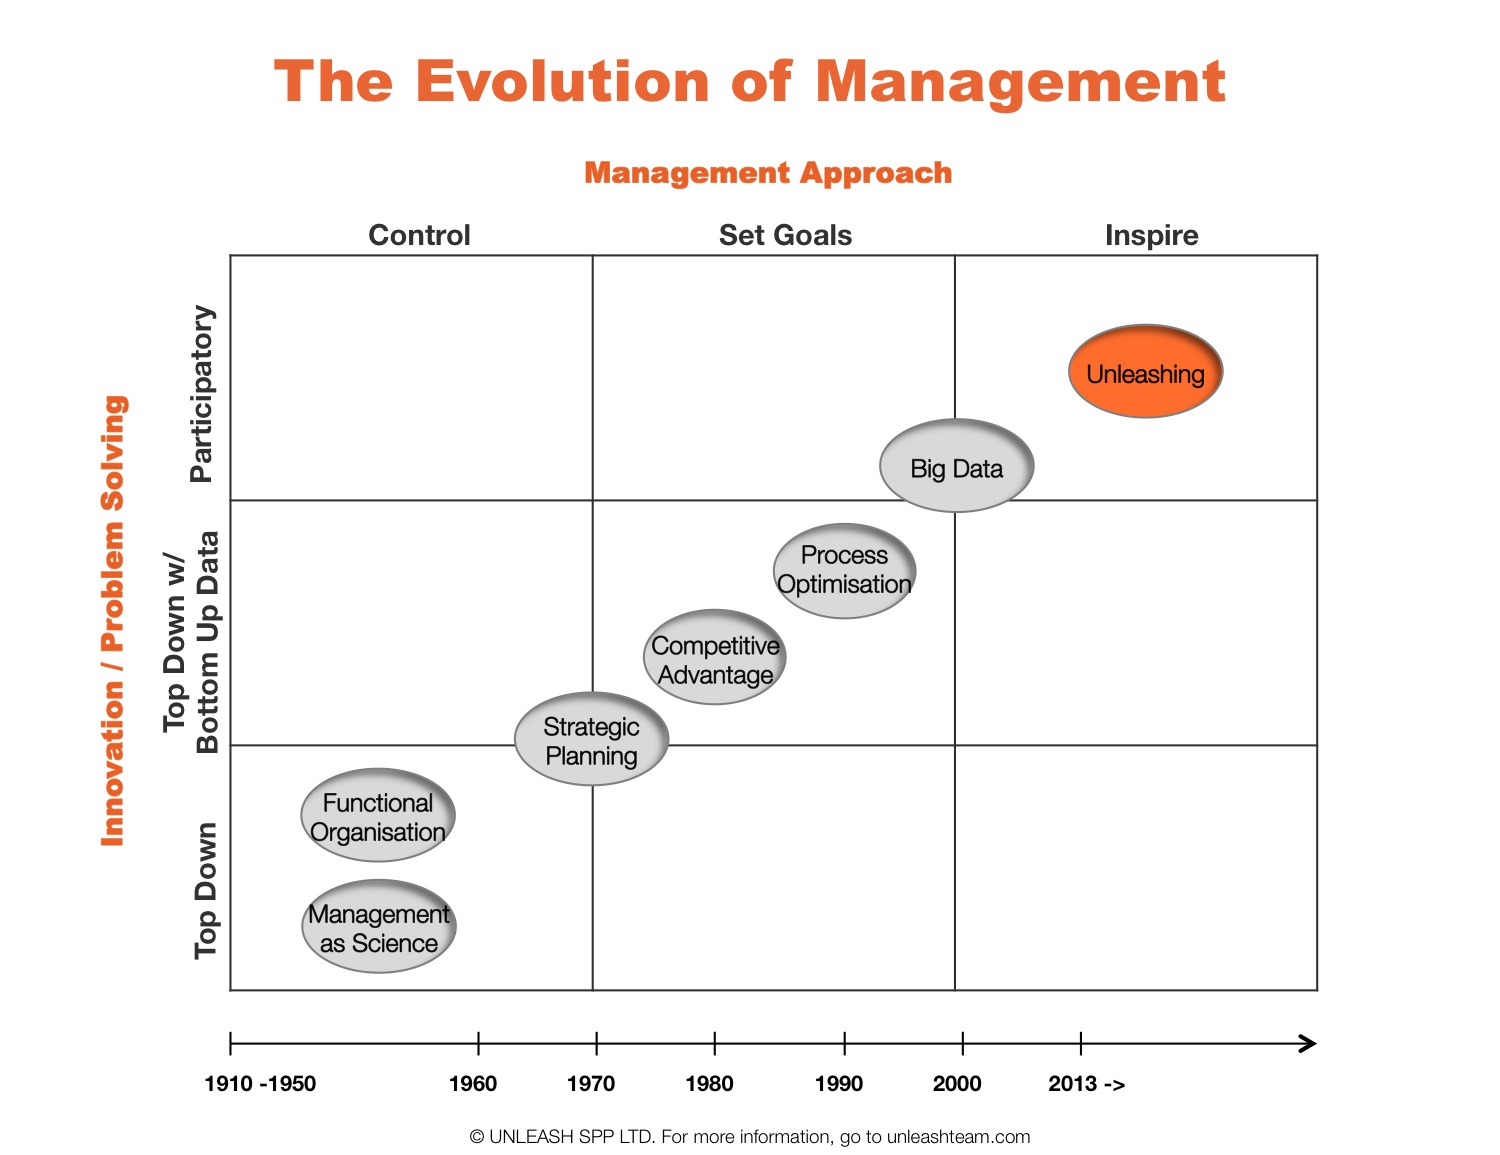 The Evolution of Management
Management Approach
Control
Set Goals
Inspire
Innovation / Problem Solving
Participatory
Top Down w/
Bottom Up Data
Top Down
Unleashing
Big Data
Process
Optimisation
Competitive
Advantage
Strategic
Planning
Functional
Organisation
Management
as Science
1910 -1950
1960
1970
1980
1990
2000
2013 ->
© UNLEASH SPP LTD. For more information, go to unleashteam.com